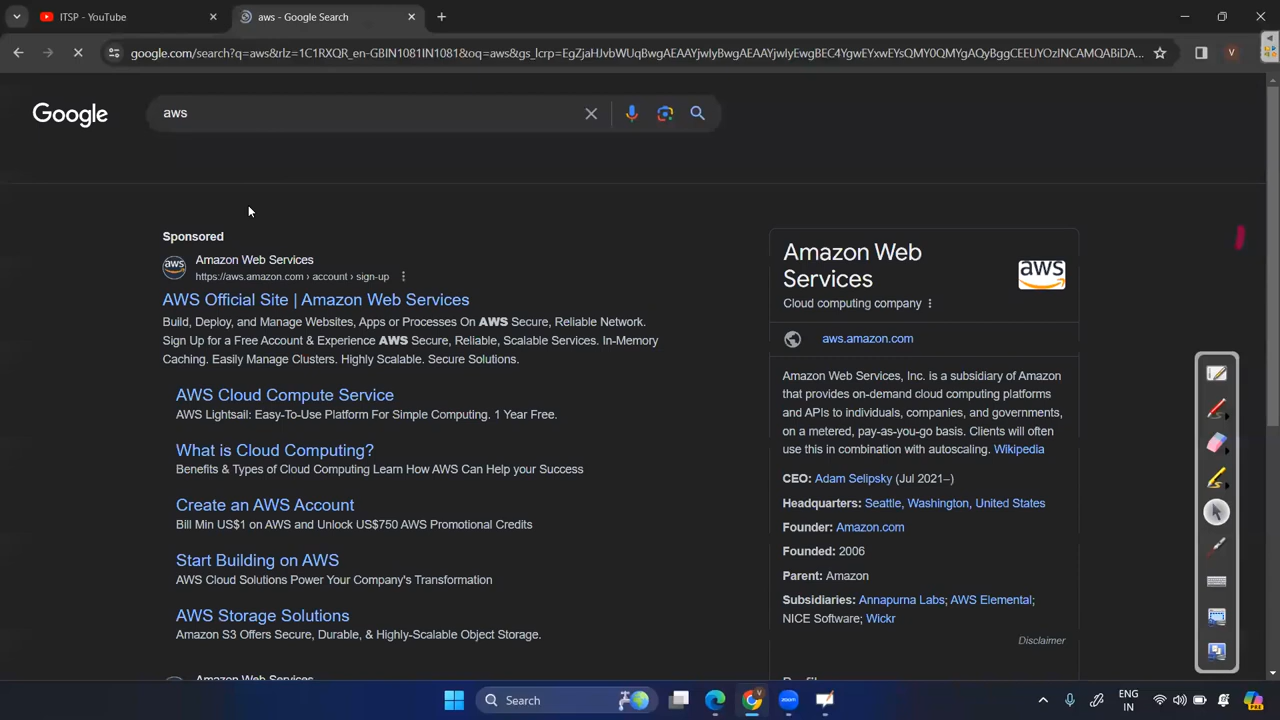 ITSP - YouTube
aws - Google Search
google.com/search?q=aws&rlz=1C1RXQR_en-GBIN1081IN1081&oq=aws&gs_lcrp=EgZjaHJvbWUqBwgAEAAYjwIyBwgAEAAYjwIyEwgBEC4YgwEYxwEYsQMY0QMYgAQyBggCEEUYOzINCAMQABiDA...
V
Google
aws
Sponsored
aws
Amazon Web Services
https://aws.amazon.com › account › sign-up
AWS Official Site | Amazon Web Services
Build, Deploy, and Manage Websites, Apps or Processes On AWS Secure, Reliable Network.
Sign Up for a Free Account & Experience AWS Secure, Reliable, Scalable Services. In-Memory
Caching. Easily Manage Clusters. Highly Scalable. Secure Solutions.
AWS Cloud Compute Service
AWS Lightsail: Easy-To-Use Platform For Simple Computing. 1 Year Free.
What is Cloud Computing?
Benefits & Types of Cloud Computing Learn How AWS Can Help your Success
Create an AWS Account
Bill Min US$1 on AWS and Unlock US$750 AWS Promotional Credits
Start Building on AWS
AWS Cloud Solutions Power Your Company's Transformation
AWS Storage Solutions
Amazon S3 Offers Secure, Durable, & Highly-Scalable Object Storage.
Amazon Web Services
Amazon Web
Services
aws
Cloud computing company
aws.amazon.com
Amazon Web Services, Inc. is a subsidiary of Amazon
that provides on-demand cloud computing platforms
and APIs to individuals, companies, and governments,
on a metered, pay-as-you-go basis. Clients will often
use this in combination with autoscaling. Wikipedia
CEO: Adam Selipsky (Jul 2021–)
Headquarters: Seattle, Washington, United States
Founder: Amazon.com
Founded: 2006
Parent: Amazon
Subsidiaries: Annapurna Labs; AWS Elemental;
NICE Software; Wickr
Disclaimer
Search
zoom
ENG
IN